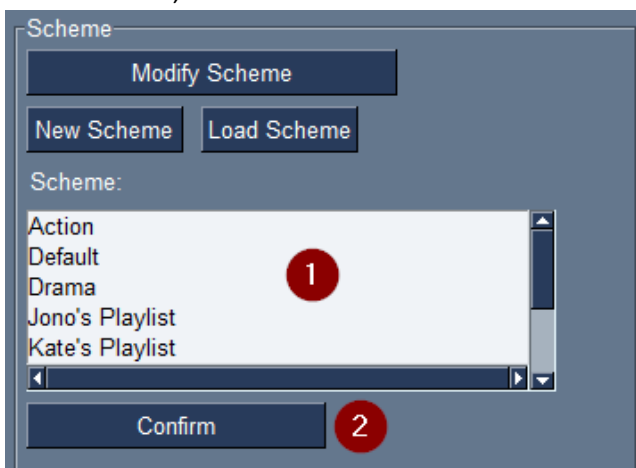 Scheme
Modify Scheme
New Scheme Load Scheme
Scheme:
Action
Default
Drama
1
Jono's Playlist
Kate's Playlist
Confirm 2